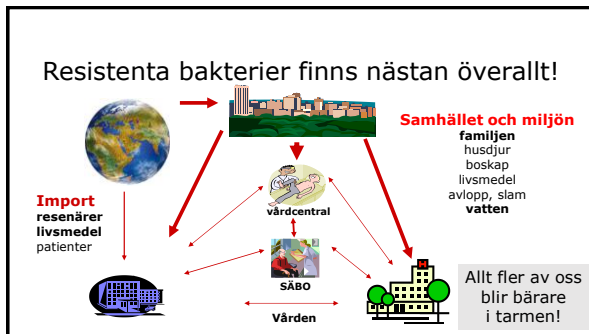 Resistenta bakterier finns nästan överallt!
Samhället och miljön
familjen
husdjur
boskap
livsmedel
avlopp, slam
vatten
Import
resenärer
livsmedel
patienter
vårdcentral
SÄBO
Vården
H
Allt fler av oss
blir bärare
i tarmen!